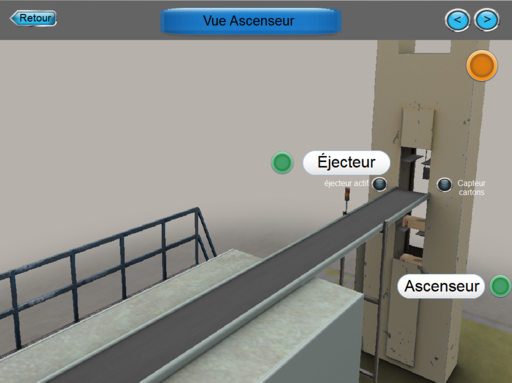 Retour
Vue Ascenseur
<
>
Éjecteur
éjecteur actif
Capteur
cartons
Ascenseur